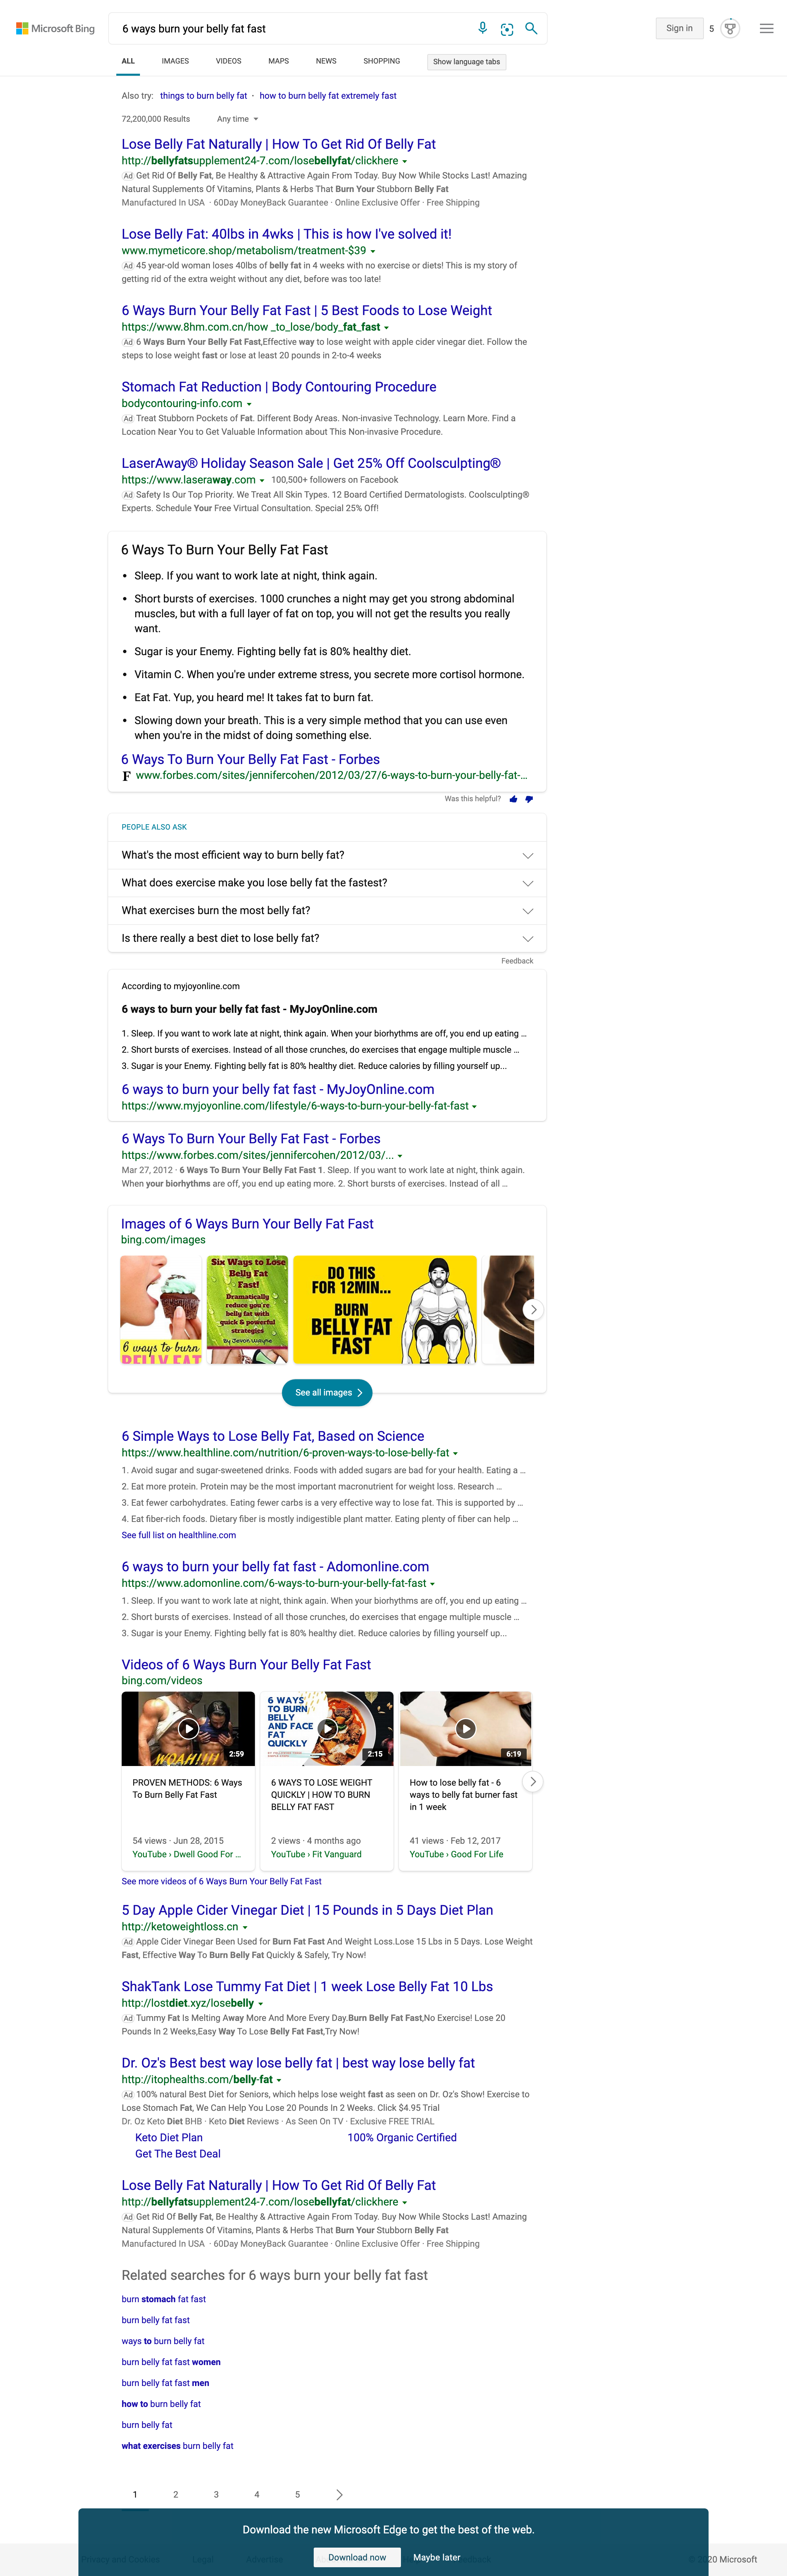 Microsoft Bing
6 ways burn your belly fat fast
Sign in
5
ALL
IMAGES
VIDEOS
MAPS
NEWS
SHOPPING
Show language tabs
Also try: things to burn belly fat · how to burn belly fat extremely fast
72,200,000 Results
Any time
Lose Belly Fat Naturally | How To Get Rid Of Belly Fat
http://bellyfatsupplement24-7.com/losebellyfat/clickhere
Ad Get Rid Of Belly Fat, Be Healthy & Attractive Again From Today. Buy Now While Stocks Last! Amazing
Natural Supplements Of Vitamins, Plants & Herbs That Burn Your Stubborn Belly Fat
Manufactured In USA · 60Day MoneyBack Guarantee · Online Exclusive Offer · Free Shipping
Lose Belly Fat: 40lbs in 4wks | This is how I've solved it!
www.mymeticore.shop/metabolism/treatment-$39
Ad 45 year-old woman loses 40lbs of belly fat in 4 weeks with no exercise or diets! This is my story of
getting rid of the extra weight without any diet, before was too late!
6 Ways Burn Your Belly Fat Fast | 5 Best Foods to Lose Weight
https://www.8hm.com.cn/how _to_lose/body_fat_fast
Ad 6 Ways Burn Your Belly Fat Fast,Effective way to lose weight with apple cider vinegar diet. Follow the
steps to lose weight fast or lose at least 20 pounds in 2-to-4 weeks
Stomach Fat Reduction | Body Contouring Procedure
bodycontouring-info.com
Ad Treat Stubborn Pockets of Fat. Different Body Areas. Non-invasive Technology. Learn More. Find a
Location Near You to Get Valuable Information about This Non-invasive Procedure.
LaserAway® Holiday Season Sale | Get 25% Off Coolsculpting®
https://www.laseraway.com
100,500+ followers on Facebook
Ad Safety Is Our Top Priority. We Treat All Skin Types. 12 Board Certified Dermatologists. Coolsculpting®
Experts. Schedule Your Free Virtual Consultation. Special 25% Off!
6 Ways To Burn Your Belly Fat Fast
• Sleep. If you want to work late at night, think again.
• Short bursts of exercises. 1000 crunches a night may get you strong abdominal
muscles, but with a full layer of fat on top, you will not get the results you really
want.
• Sugar is your Enemy. Fighting belly fat is 80% healthy diet.
• Vitamin C. When you're under extreme stress, you secrete more cortisol hormone.
• Eat Fat. Yup, you heard me! It takes fat to burn fat.
• Slowing down your breath. This is a very simple method that you can use even
when you're in the midst of doing something else.
6 Ways To Burn Your Belly Fat Fast - Forbes
F www.forbes.com/sites/jennifercohen/2012/03/27/6-ways-to-burn-your-belly-fat-...
Was this helpful?
PEOPLE ALSO ASK
What's the most efficient way to burn belly fat?
What does exercise make you lose belly fat the fastest?
What exercises burn the most belly fat?
Is there really a best diet to lose belly fat?
Feedback
According to myjoyonline.com
6 ways to burn your belly fat fast - MyJoyOnline.com
1. Sleep. If you want to work late at night, think again. When your biorhythms are off, you end up eating ...
2. Short bursts of exercises. Instead of all those crunches, do exercises that engage multiple muscle ...
3. Sugar is your Enemy. Fighting belly fat is 80% healthy diet. Reduce calories by filling yourself up...
6 ways to burn your belly fat fast - MyJoyOnline.com
https://www.myjoyonline.com/lifestyle/6-ways-to-burn-your-belly-fat-fast
6 Ways To Burn Your Belly Fat Fast - Forbes
https://www.forbes.com/sites/jennifercohen/2012/03/...
Mar 27, 2012 · 6 Ways To Burn Your Belly Fat Fast 1. Sleep. If you want to work late at night, think again.
When your biorhythms are off, you end up eating more. 2. Short bursts of exercises. Instead of all ...
Images of 6 Ways Burn Your Belly Fat Fast
bing.com/images
6 ways to burn
BELLY FAT
Six Ways to Lose
Belly Fat
Fast!
Dramatically
reduce you're
belly fat with
quick & powerful
strategies
By Jevon Wayne
DO THIS
FOR 12MIN...
BURN
BELLY FAT
FAST
See all images
6 Simple Ways to Lose Belly Fat, Based on Science
https://www.healthline.com/nutrition/6-proven-ways-to-lose-belly-fat
1. Avoid sugar and sugar-sweetened drinks. Foods with added sugars are bad for your health. Eating a ...
2. Eat more protein. Protein may be the most important macronutrient for weight loss. Research ...
3. Eat fewer carbohydrates. Eating fewer carbs is a very effective way to lose fat. This is supported by ...
4. Eat fiber-rich foods. Dietary fiber is mostly indigestible plant matter. Eating plenty of fiber can help ...
See full list on healthline.com
6 ways to burn your belly fat fast - Adomonline.com
https://www.adomonline.com/6-ways-to-burn-your-belly-fat-fast
1. Sleep. If you want to work late at night, think again. When your biorhythms are off, you end up eating ...
2. Short bursts of exercises. Instead of all those crunches, do exercises that engage multiple muscle ...
3. Sugar is your Enemy. Fighting belly fat is 80% healthy diet. Reduce calories by filling yourself up...
Videos of 6 Ways Burn Your Belly Fat Fast
bing.com/videos
WOAH!!!!
2:59
6 WAYS
TO BURN
BELLY
AND FACE
FAT
QUICKLY
2:15
6:19
PROVEN METHODS: 6 Ways
To Burn Belly Fat Fast
54 views · Jun 28, 2015
YouTube › Dwell Good For ...
6 WAYS TO LOSE WEIGHT
QUICKLY | HOW TO BURN
BELLY FAT FAST
2 views · 4 months ago
YouTube › Fit Vanguard
How to lose belly fat - 6
ways to belly fat burner fast
in 1 week
41 views · Feb 12, 2017
YouTube › Good For Life
See more videos of 6 Ways Burn Your Belly Fat Fast
5 Day Apple Cider Vinegar Diet | 15 Pounds in 5 Days Diet Plan
http://ketoweightloss.cn
Ad Apple Cider Vinegar Been Used for Burn Fat Fast And Weight Loss.Lose 15 Lbs in 5 Days. Lose Weight
Fast, Effective Way To Burn Belly Fat Quickly & Safely, Try Now!
ShakTank Lose Tummy Fat Diet | 1 week Lose Belly Fat 10 Lbs
http://lostdiet.xyz/losebelly
Ad Tummy Fat Is Melting Away More And More Every Day.Burn Belly Fat Fast,No Exercise! Lose 20
Pounds In 2 Weeks,Easy Way To Lose Belly Fat Fast,Try Now!
Dr. Oz's Best best way lose belly fat | best way lose belly fat
http://itophealths.com/belly-fat
Ad 100% natural Best Diet for Seniors, which helps lose weight fast as seen on Dr. Oz's Show! Exercise to
Lose Stomach Fat, We Can Help You Lose 20 Pounds In 2 Weeks. Click $4.95 Trial
Dr. Oz Keto Diet BHB · Keto Diet Reviews · As Seen On TV · Exclusive FREE TRIAL
Keto Diet Plan
100% Organic Certified
Get The Best Deal
Lose Belly Fat Naturally | How To Get Rid Of Belly Fat
http://bellyfatsupplement24-7.com/losebellyfat/clickhere
Ad Get Rid Of Belly Fat, Be Healthy & Attractive Again From Today. Buy Now While Stocks Last! Amazing
Natural Supplements Of Vitamins, Plants & Herbs That Burn Your Stubborn Belly Fat
Manufactured In USA · 60Day MoneyBack Guarantee · Online Exclusive Offer · Free Shipping
Related searches for 6 ways burn your belly fat fast
burn stomach fat fast
burn belly fat fast
ways to burn belly fat
burn belly fat fast women
burn belly fat fast men
how to burn belly fat
burn belly fat
what exercises burn belly fat
1 2 3 4 5
Download the new Microsoft Edge to get the best of the web.
Download now
Maybe later
20 Microsoft